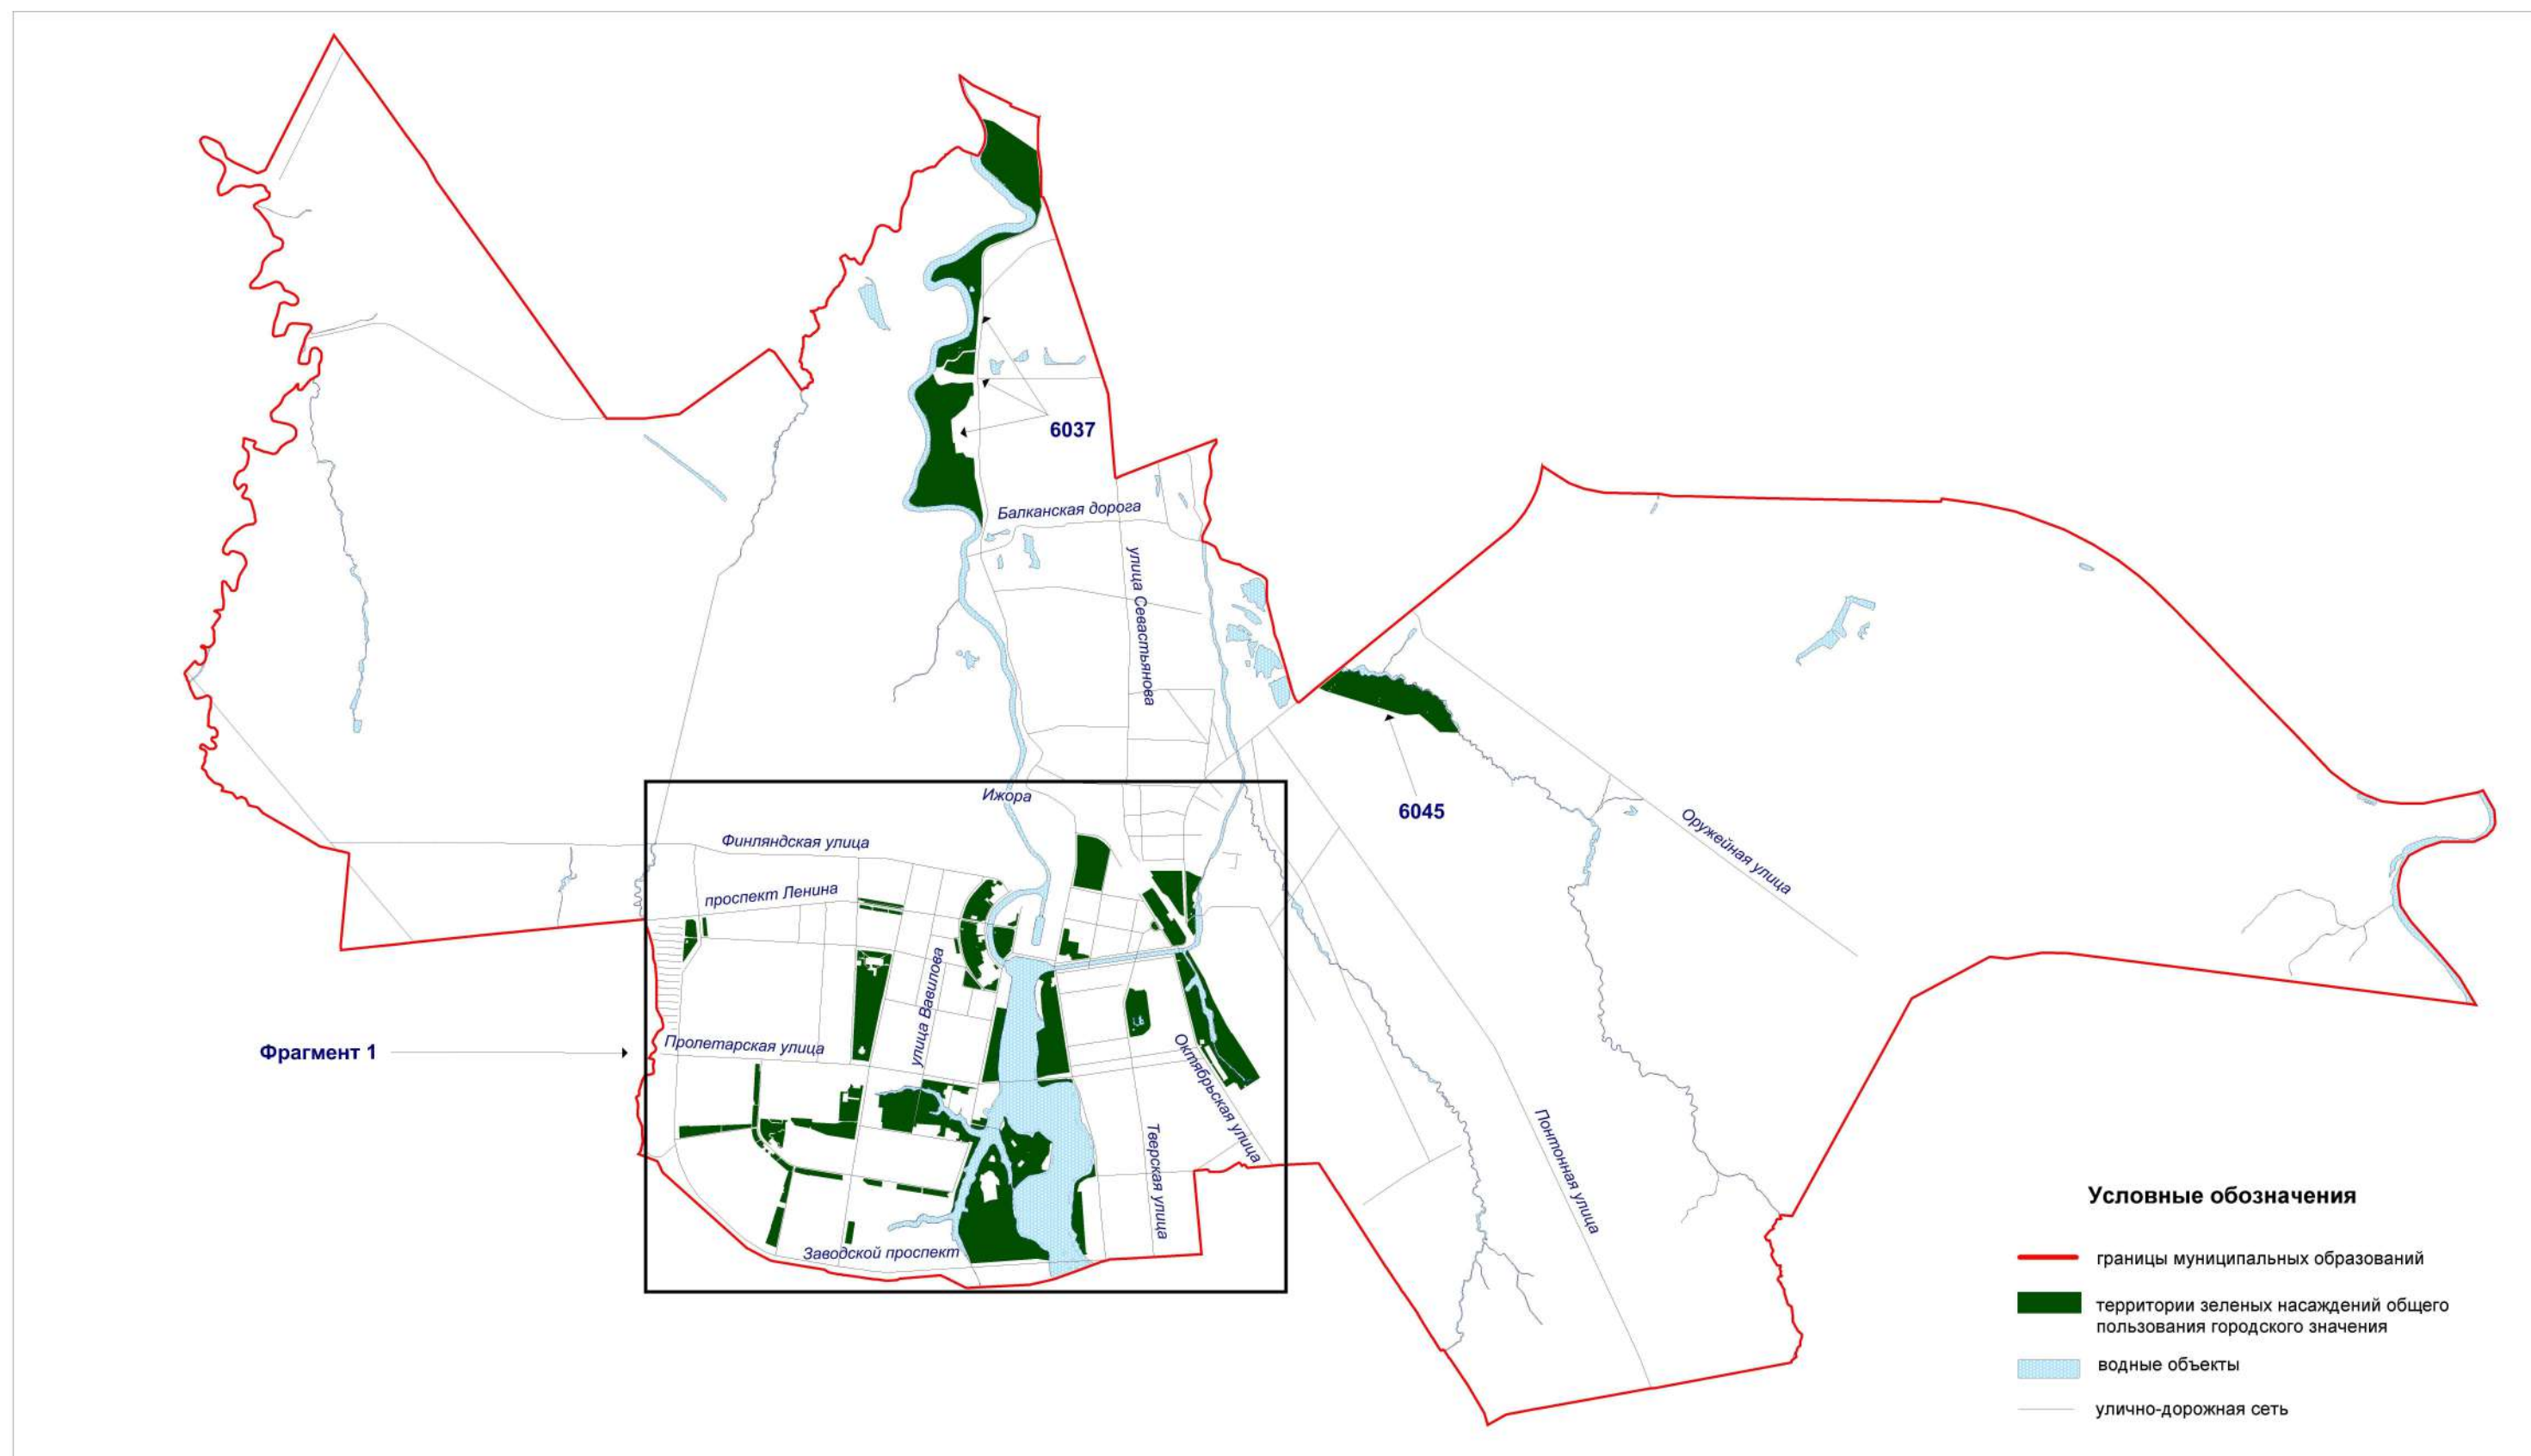 6037
Балканская дорога
улица Севастьянова
Ижора
6045
Финляндская улица
Оружейная улица
проспект Ленина
улица Вавилова
Фрагмент 1
Пролетарская улица
Октябрьская улица
Тверская улица
Понтонная улица
Заводской проспект
Условные обозначения
границы муниципальных образований
территории зеленых насаждений общего
пользования городского значения
водные объекты
улично-дорожная сеть